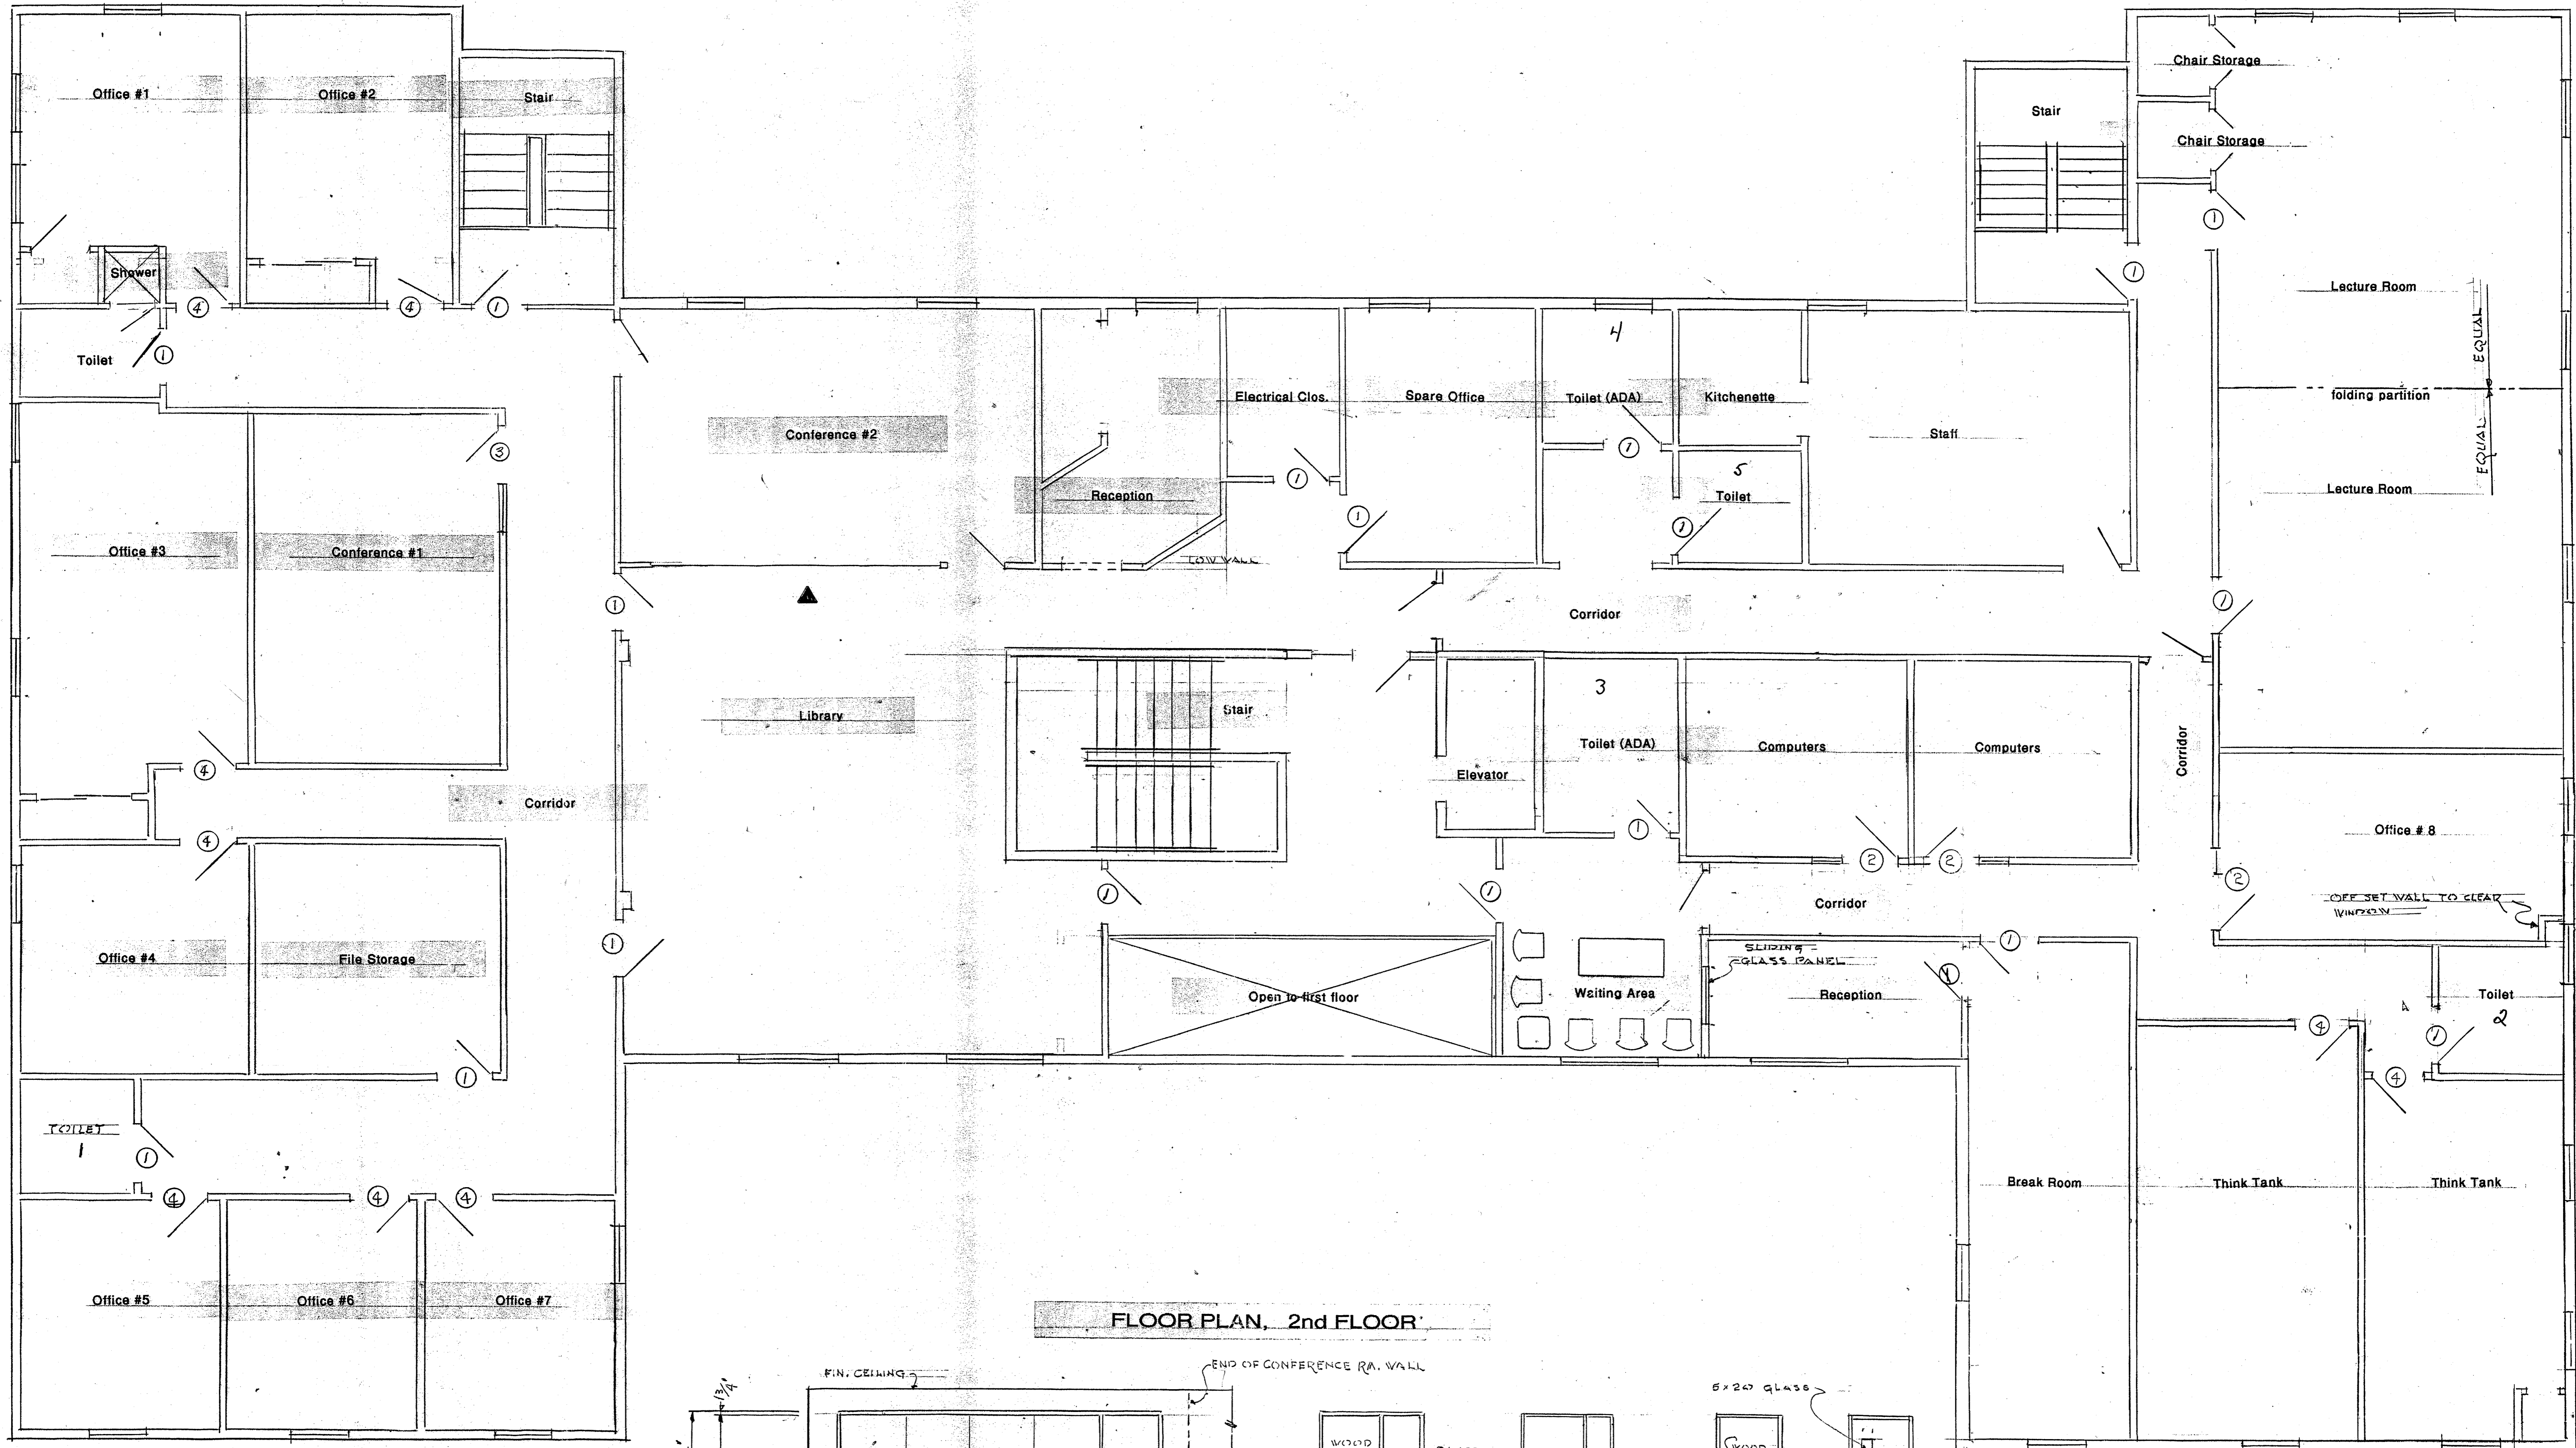 Office #1
Office #2
Stair
Stair
Chair Storage
Chair Storage
1
1
Shower
4
4
1
Lecture Room
EQUAL
EQUAL
folding partition
Lecture Room
Toilet
1
3
4
Conference #2
Reception
Electrical Clos.
Spare Office
Toilet (ADA)
Kitchenette
Staff
1
1
5
Toilet
1
1
LOW WALL
Office #3
Conference #1
1
Corridor
1
Library
Stair
3
Toilet (ADA)
Elevator
Computers
Computers
Corridor
4
Corridor
4
1
2
2
Office # 8
2
1
1
Corridor
OFF SET WALL TO CLEAR
WINDOW
Office #4
File Storage
1
1
Open to first floor
Waiting Area
SLIDING
GLASS PANEL
Reception
1
Toilet
2
4
1
4
TOILET
1
1
4
4
4
Break Room
Think Tank
Think Tank
Office #5
Office #6
Office #7
FLOOR PLAN, 2nd FLOOR
FIN. CEILING
END OF CONFERENCE RM. WALL
5x20 GLASS
WOOD